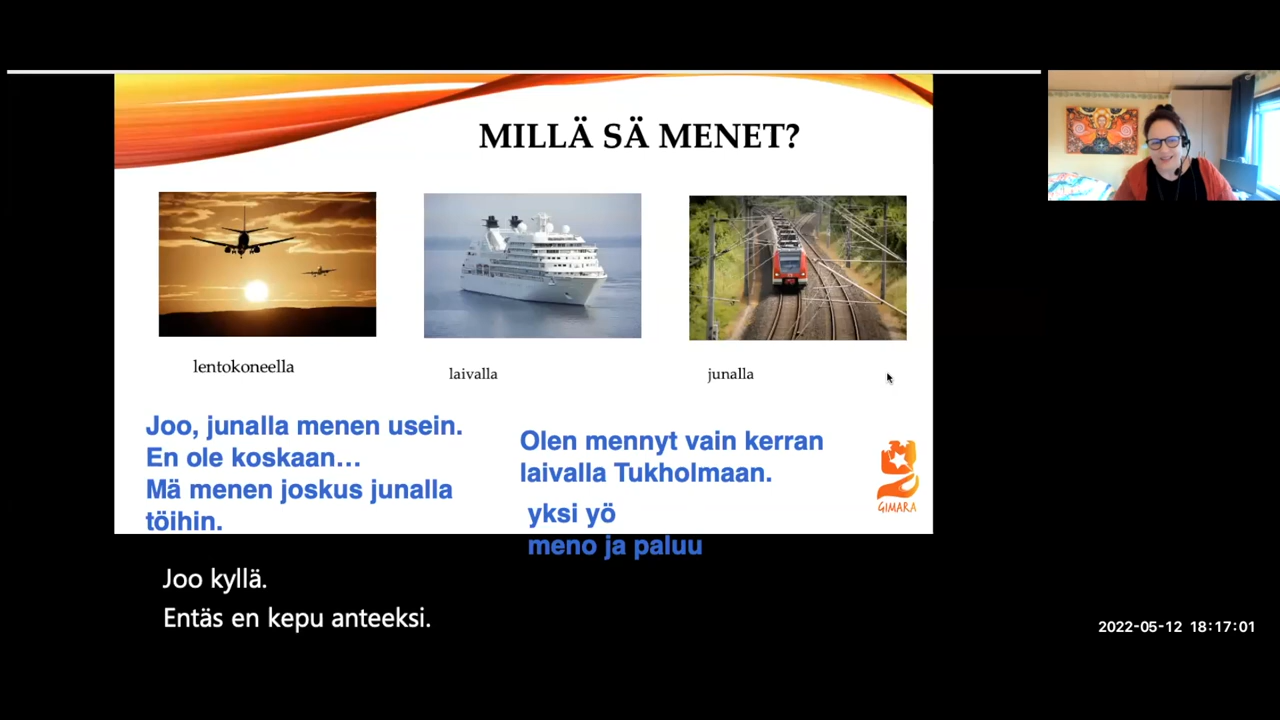 MILLÄ SÄ MENET?
lentokoneella
laivalla
junalla
Joo, junalla menen usein.
En ole koskaan…
Mä menen joskus junalla
töihin.
Olen mennyt vain kerran
laivalla Tukholmaan.
yksi yö
meno ja paluu
GIMARA
Joo kyllä.
Entäs en kepu anteeksi.
2022-05-12 18:17:01